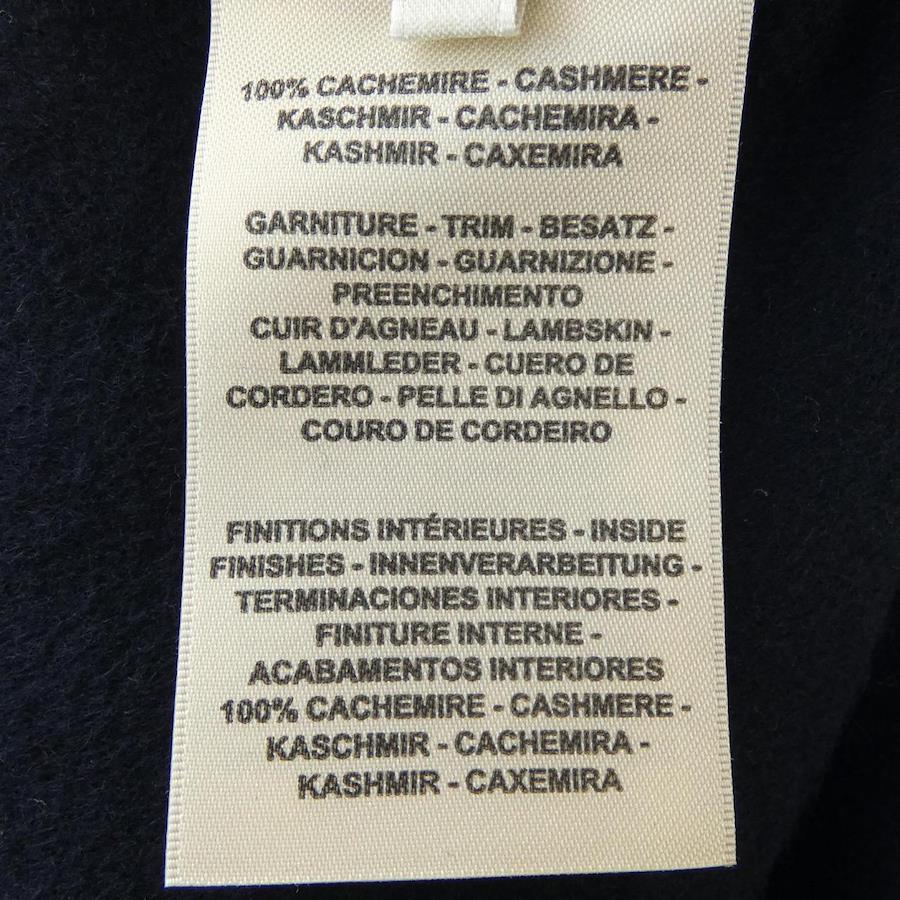 100% CACHEMIRE - CASHMERE -
KASCHMIR - CACHEMIRA -
KASHMIR - CAXEMIRA
GARNITURE - TRIM - BESATZ -
GUARNICION - GUARNIZIONE -
PREENCHIMENTO
CUIR D'AGNEAU - LAMBSKIN -
LAMMLEDER - CUERO DE
CORDERO - PELLE DI AGNELLO -
COURO DE CORDEIRO
FINITIONS INTÉRIEURES - INSIDE
FINISHES - INNENVERARBEITUNG -
TERMINACIONES INTERIORES -
FINITURE INTERNE -
ACABAMENTOS INTERIORES
100% CACHEMIRE - CASHMERE -
KASCHMIR - CACHEMIRA -
KASHMIR - CAXEMIRA